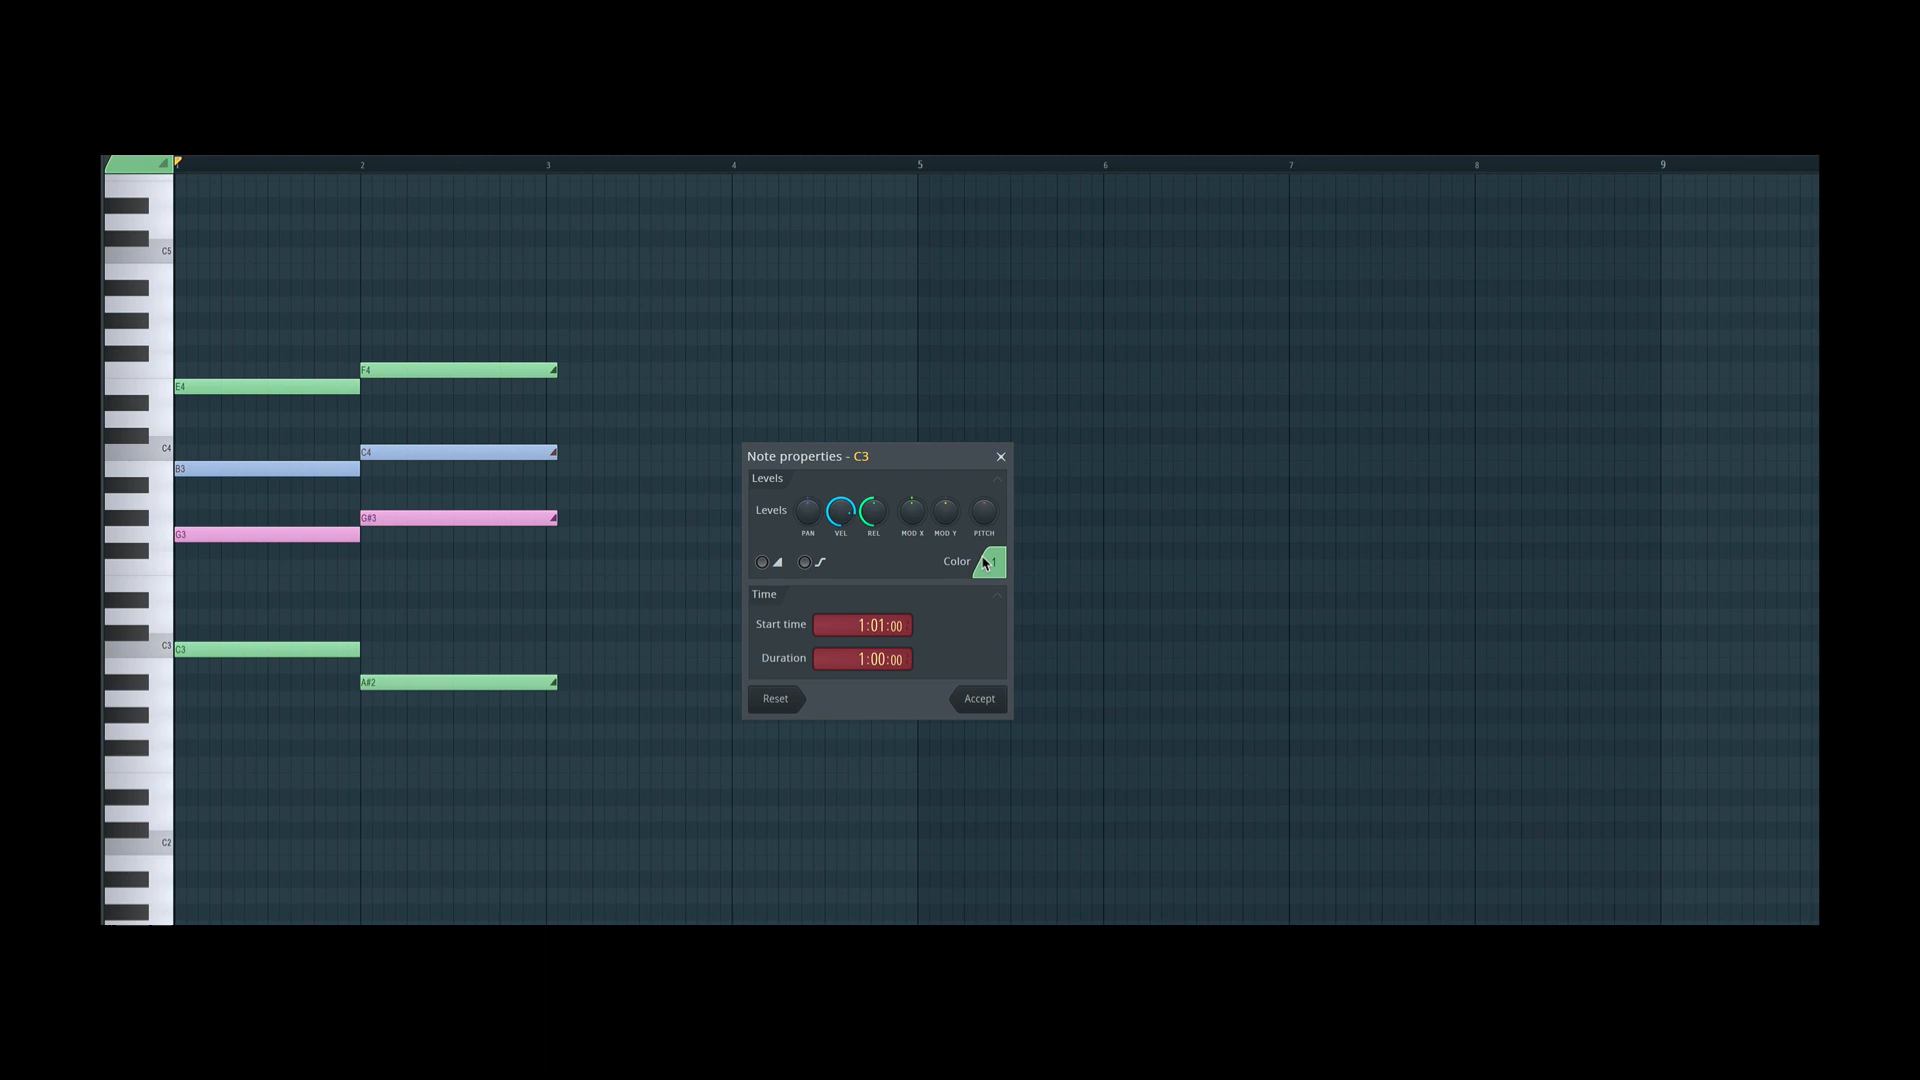 2 3 4 5 6 7 8 9
C5
F4
E4
C4
C4
B3
G#3
G3
C3
C3
A#2
C2
Note properties - C3
Levels
Levels
PAN VEL REL MOD X MOD Y PITCH
Color 1
Time
Start time 1:01:00
Duration 1:00:00
Reset Accept